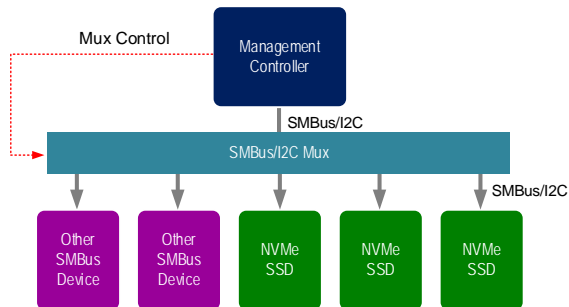 Mux Control
Management
Controller
SMBus/I2C
SMBus/I2C Mux
SMBus/I2C
Other
SMBus
Device
Other
SMBus
Device
NVMe
SSD
NVMe
SSD
NVMe
SSD